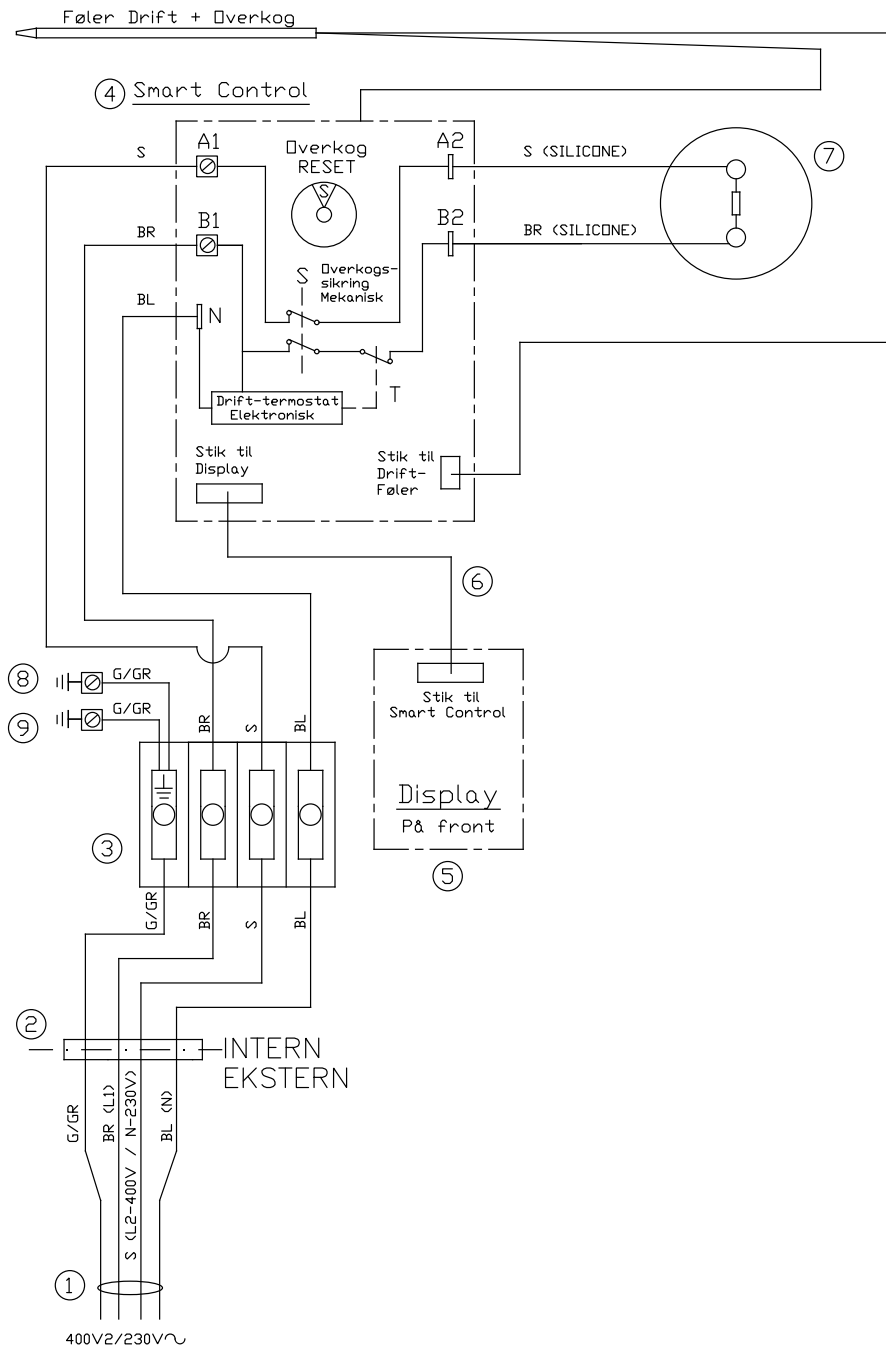 Føler Drift + Overkog
4 Smart Control
S
A1
Overkog
RESET
S
A2
S (SILICONE)
7
BR
B1
B2
BR (SILICONE)
BL
N
S
Overkogs-
sikring
Mekanisk
T
Drift-termostat
Elektronisk
Stik til
Display
Stik til
Drift-
Føler
6
8
G/GR
9
G/GR
BR
S
BL
Stik til
Smart Control
Display
På front
5
3
G/GR
BR
S
BL
2
INTERN
EKSTERN
G/GR
BR (L1)
S (L2-400V / N-230V)
BL (N)
1
400V2/230V